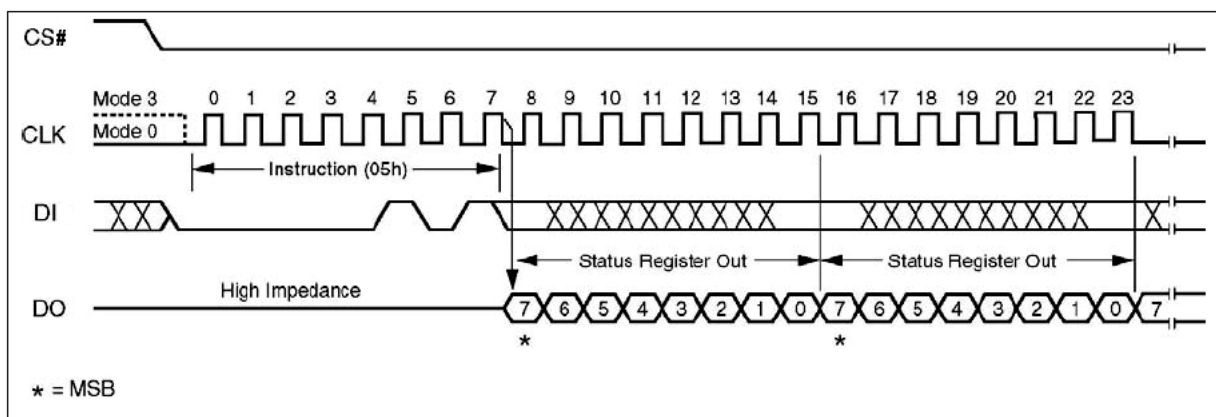 CS#
Mode 3 0 1 2 3 4 5 6 7 8 9 10 11 12 13 14 15 16 17 18 19 20 21 22 23
CLK Mode 0
Instruction (05h)
DI
Status Register Out Status Register Out
High Impedance
DO 7 6 5 4 3 2 1 0 7 6 5 4 3 2 1 0 7
* *
* = MSB